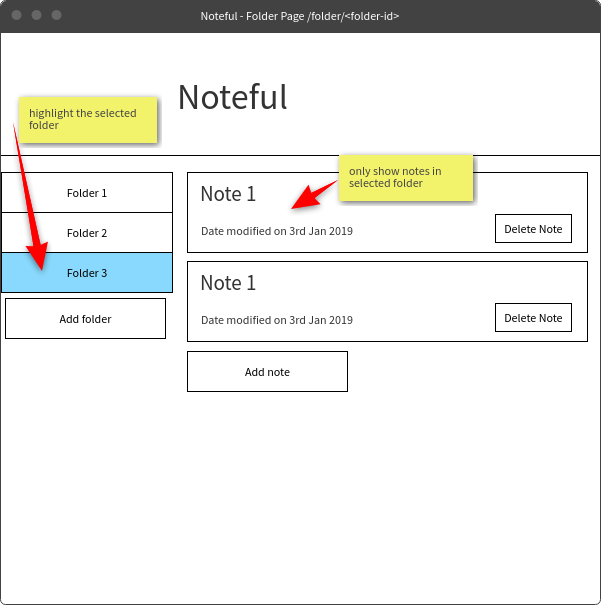 Noteful - Folder Page /folder/<folder-id>
Noteful
highlight the selected
folder
only show notes in
selected folder
Folder 1
Folder 2
Folder 3
Add folder
Note 1
Date modified on 3rd Jan 2019
Delete Note
Note 1
Date modified on 3rd Jan 2019
Delete Note
Add note